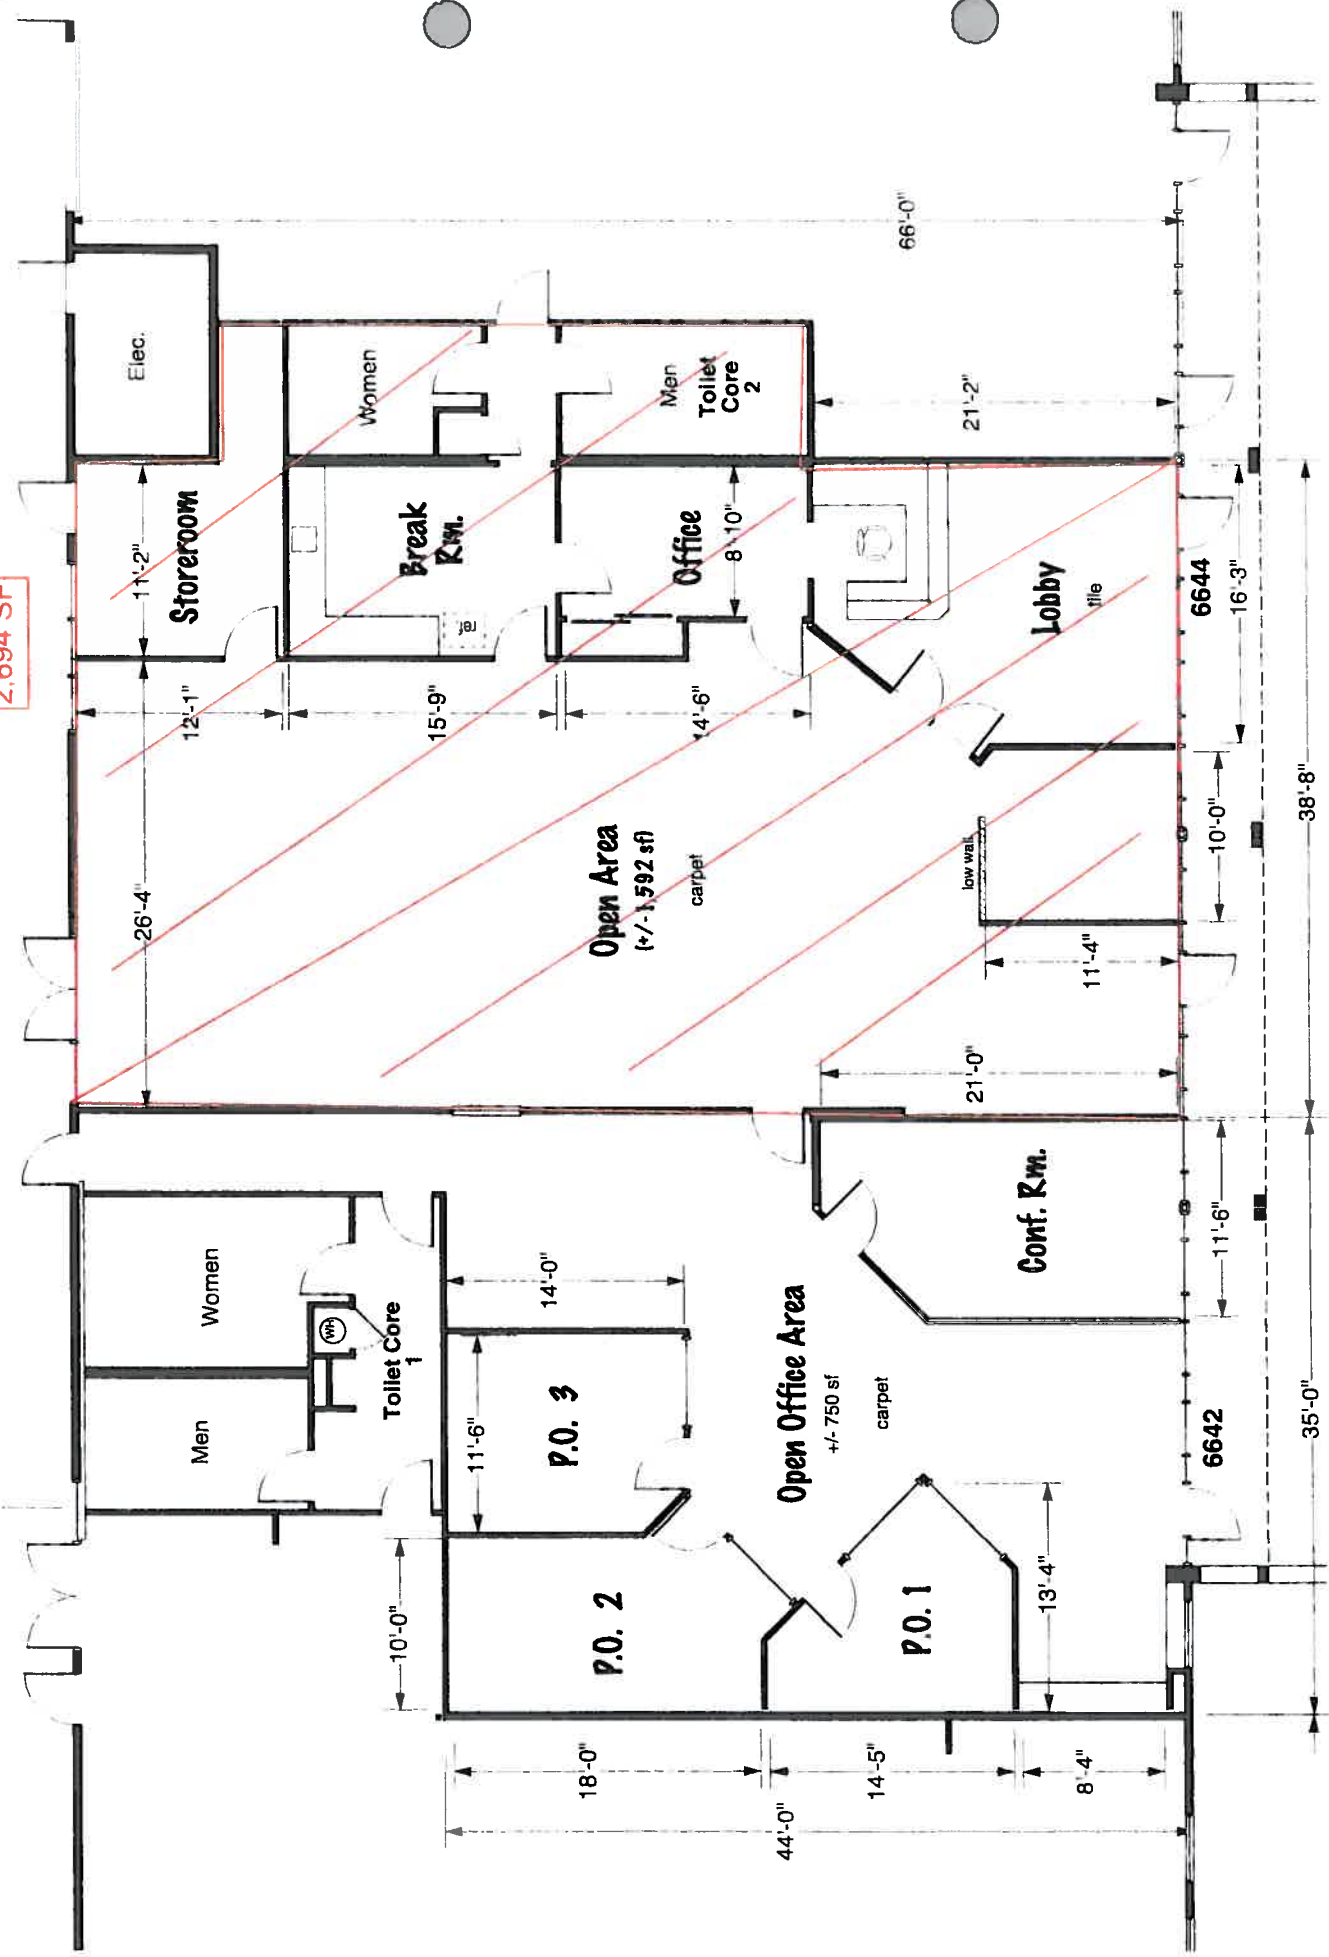 2,694 SF
Elec.
11'-2"
Storeroom
12'-1"
26'-4"
Women
Break
Rm.
ref
15'-9"
Men
Toilet
Core
2
Office
8'-10"
14'-6"
66'-0"
21'-2"
Open Area
(+/- 1,592 sf)
carpet
Lobby
tile
6644
16'-3"
low wall
10'-0"
11'-4"
21'-0"
38'-8"
Women
Men
WH
Toilet Core
1
14'-0"
11'-6"
P.O. 3
10'-0"
P.O. 2
Open Office Area
+/- 750 sf
carpet
Conf. Rm.
11'-6"
6642
35'-0"
P.O. 1
13'-4"
18'-0"
14'-5"
8'-4"
44'-0"